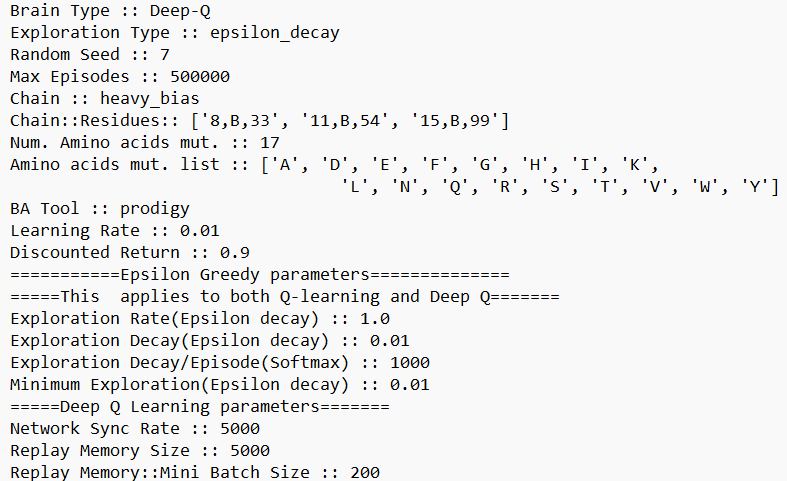 Brain Type :: Deep-Q
Exploration Type :: epsilon_decay
Random Seed :: 7
Max Episodes :: 500000
Chain :: heavy_bias
Chain::Residues:: ['8,B,33', '11,B,54', '15,B,99']
Num. Amino acids mut. :: 17
Amino acids mut. list :: ['A', 'D', 'E', 'F', 'G', 'H', 'I', 'K',
'L', 'N', 'Q', 'R', 'S', 'T', 'V', 'W', 'Y']
BA Tool :: prodigy
Learning Rate :: 0.01
Discounted Return :: 0.9
===========Epsilon Greedy parameters==============
=====This  applies to both Q-learning and Deep Q=======
Exploration Rate(Epsilon decay) :: 1.0
Exploration Decay(Epsilon decay) :: 0.01
Exploration Decay/Episode(Softmax) :: 1000
Minimum Exploration(Epsilon decay) :: 0.01
=====Deep Q Learning parameters=======
Network Sync Rate :: 5000
Replay Memory Size :: 5000
Replay Memory::Mini Batch Size :: 200